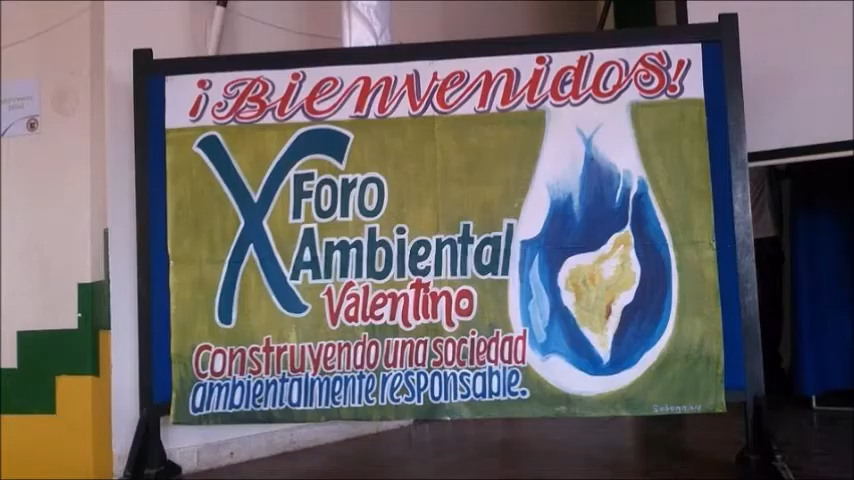 ¡Bienvenidos!
X Foro
Ambiental
Valentino
Construyendo una sociedad
ambientalmente responsable.